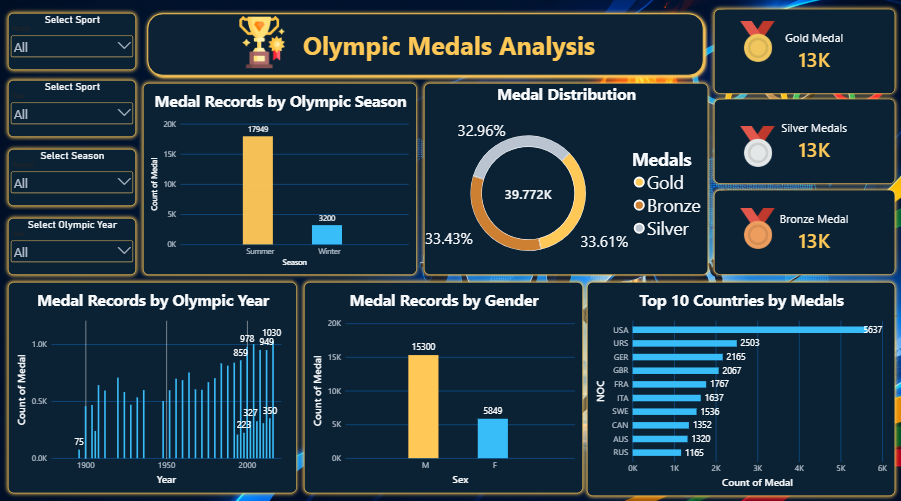 Select Sport
All
Select Sport
All
Select Season
All
Select Olympic Year
All
Olympic Medals Analysis
Gold Medal
13K
Silver Medals
13K
Bronze Medal
13K
Medal Records by Olympic Season
Count of Medal
20K
15K
10K
5K
0K
17949
3200
Summer
Winter
Season
Medal Distribution
32.96%
33.43%
33.61%
39.772K
Medals
Gold
Bronze
Silver
Medal Records by Olympic Year
Count of Medal
1.0K
0.5K
0.0K
75
859
978
949
1030
223
327
350
1900
1950
2000
Year
Medal Records by Gender
Count of Medal
20K
15K
10K
5K
0K
15300
5849
M
F
Sex
Top 10 Countries by Medals
NOC
USA 5637
URS 2503
GER 2165
GBR 2067
FRA 1767
ITA 1637
SWE 1536
CAN 1352
AUS 1320
RUS 1165
0K 1K 2K 3K 4K 5K 6K
Count of Medal